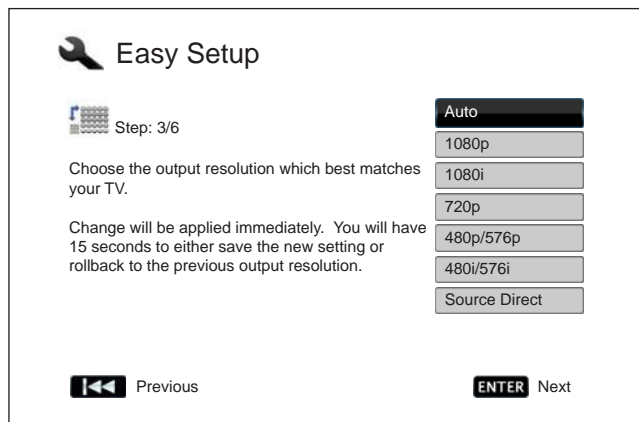 Easy Setup
Step: 3/6
Choose the output resolution which best matches
your TV.
Change will be applied immediately. You will have
15 seconds to either save the new setting or
rollback to the previous output resolution.
Auto
1080p
1080i
720p
480p/576p
480i/576i
Source Direct
Previous
ENTER Next